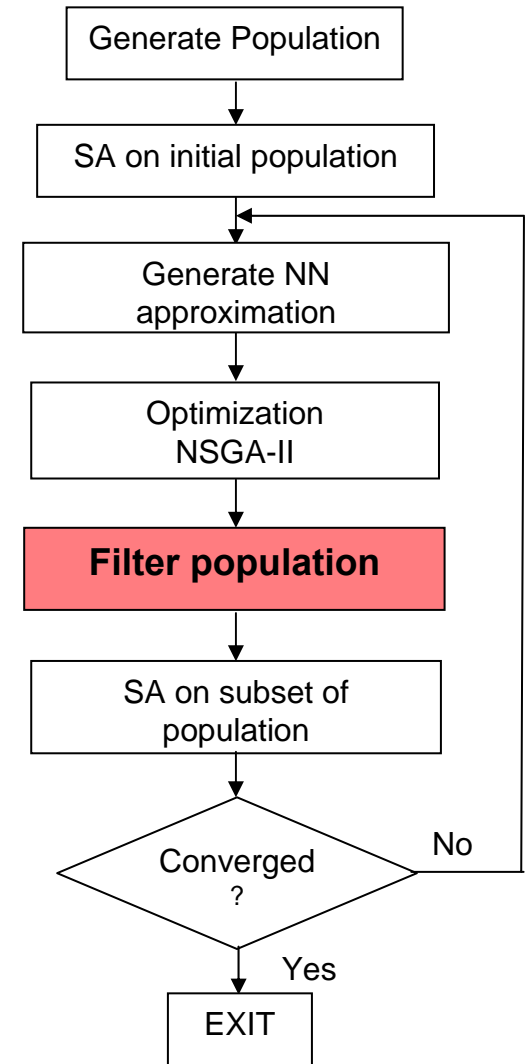 Generate Population
SA on initial population
Generate NN
approximation
Optimization
NSGA-II
Filter population
SA on subset of
population
Converged
?
No
Yes
EXIT